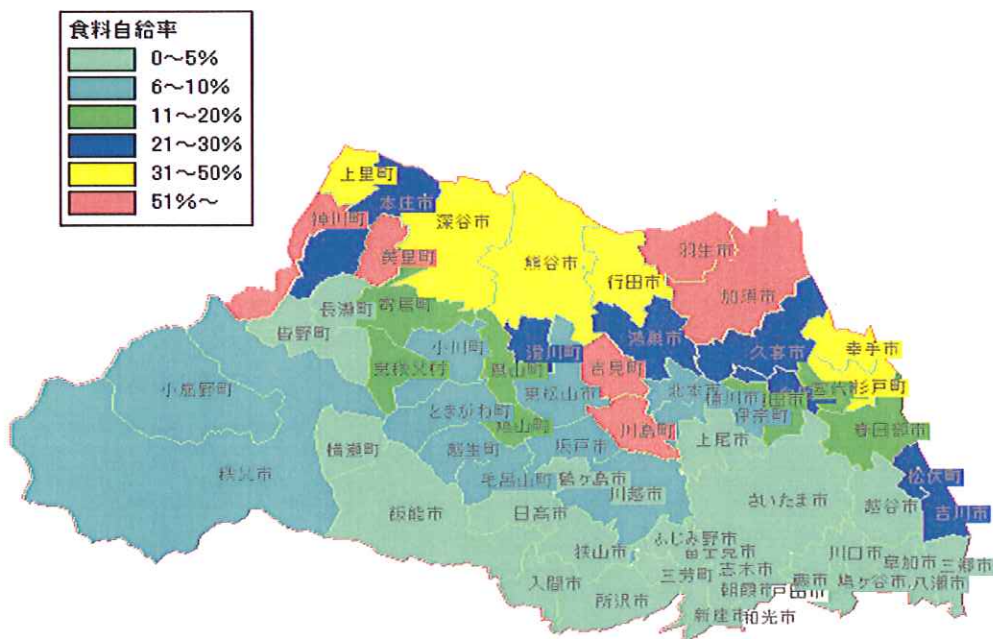 食料自給率
0～5%
6～10%
11～20%
21～30%
31～50%
51%～
上里町
本庄市
神川町
深谷市
美里町
熊谷市
行田市
羽生市
加須市
長瀞町
寄居町
皆野町
小川町
滑川町
鴻巣市
久喜市
幸手市
吉見町
東秩父村
嵐山町
東松山市
北本市
桶川市
杉戸町
小鹿野町
ときがわ町
鳩山町
川島町
伊奈町
春日部市
上尾市
横瀬町
越生町
坂戸市
松伏町
秩父市
毛呂山町
鶴ヶ島市
川越市
さいたま市
越谷市
吉川市
飯能市
日高市
狭山市
ふじみ野市
富士見市
川口市
草加市
三郷市
入間市
三芳町
志木市
蕨市
鳩ヶ谷市
八潮市
所沢市
朝霞市
戸田市
新座市
和光市